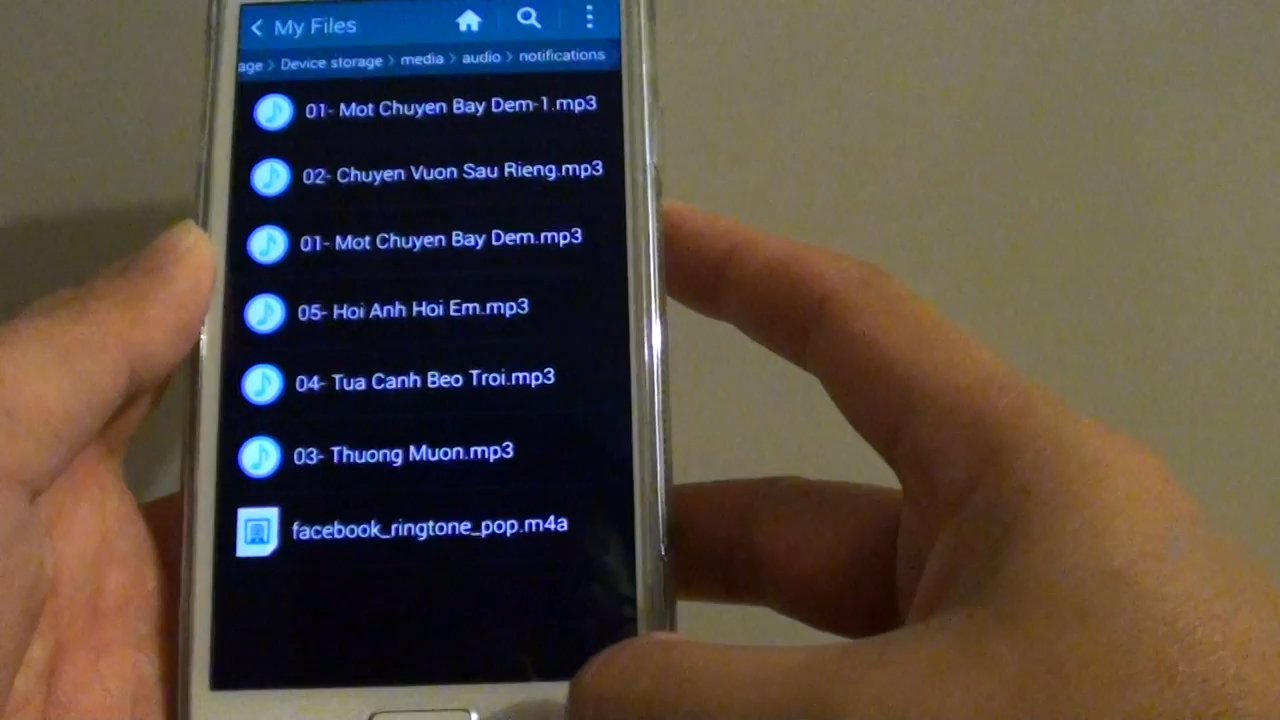 My Files
age > Device storage > media > audio > notifications
01- Mot Chuyen Bay Dem-1.mp3
02- Chuyen Vuon Sau Rieng.mp3
01- Mot Chuyen Bay Dem.mp3
05- Hoi Anh Hoi Em.mp3
04- Tua Canh Beo Troi.mp3
03- Thuong Muon.mp3
facebook_ringtone_pop.m4a